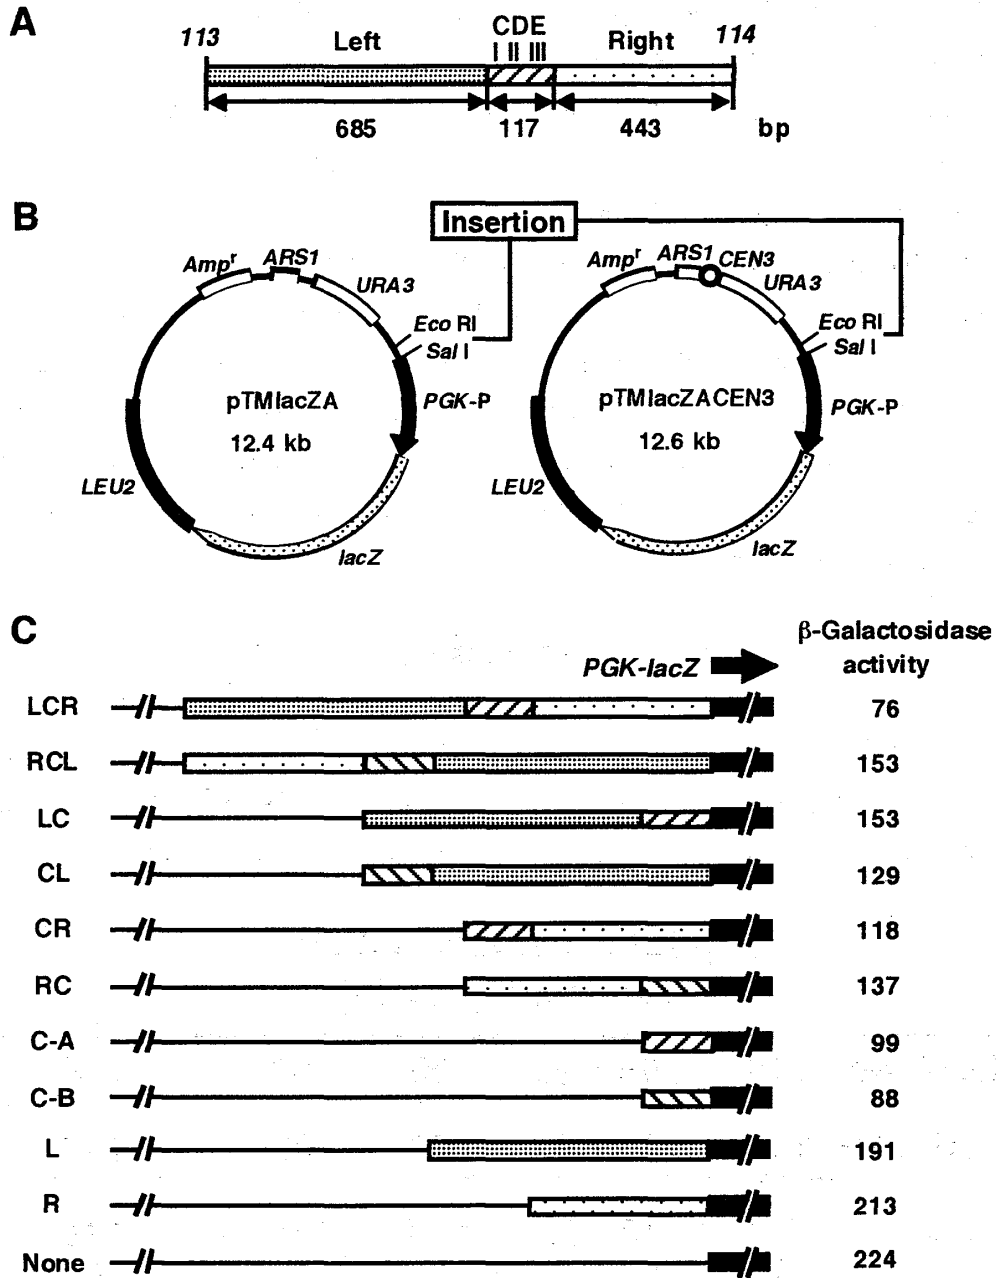 A
113 Left CDE Right 114
I II III
685 117 443 bp
B
Insertion
Ampr ARS1 URA3
Eco RI
Sal I
pTMlacZA
12.4 kb
PGK-P
LEU2
lacZ
Ampr ARS1 CEN3 URA3
Eco RI
Sal I
pTMlacZACEN3
12.6 kb
PGK-P
LEU2
lacZ
C
β-Galactosidase
activity
PGK-lacZ
LCR 76
RCL 153
LC 153
CL 129
CR 118
RC 137
C-A 99
C-B 88
L 191
R 213
None 224